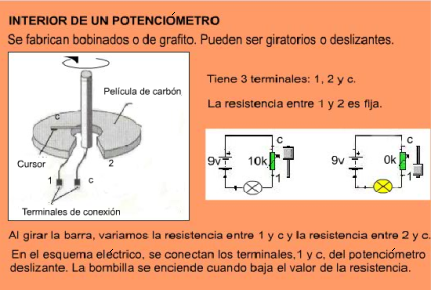 INTERIOR DE UN POTENCIÓMETRO
Se fabrican bobinados o de grafito. Pueden ser giratorios o deslizantes.
Película de carbón
c
Cursor
2
1
c
Terminales de conexión
Tiene 3 terminales: 1, 2 y c.
La resistencia entre 1 y 2 es fija.
c
9v
10k
1
c
9v
0k
1
Al girar la barra, variamos la resistencia entre 1 y c y la resistencia entre 2 y c.
En el esquema eléctrico, se conectan los terminales,1 y c, del potenciómetro
deslizante. La bombilla se enciende cuando baja el valor de la resistencia.